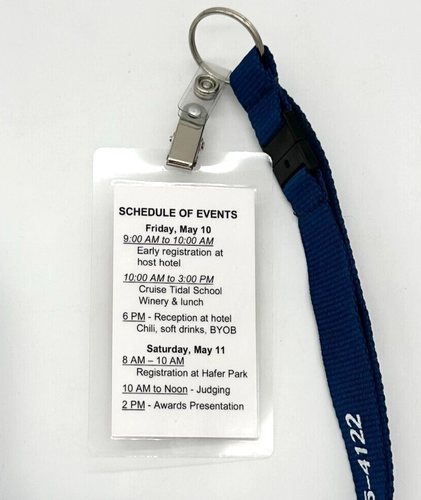 SCHEDULE OF EVENTS
Friday, May 10
9:00 AM to 10:00 AM
Early registration at
host hotel
10:00 AM to 3:00 PM
Cruise Tidal School
Winery & lunch
6 PM - Reception at hotel
Chili, soft drinks, BYOB
Saturday, May 11
8 AM – 10 AM
Registration at Hafer Park
10 AM to Noon - Judging
2 PM - Awards Presentation
-4122